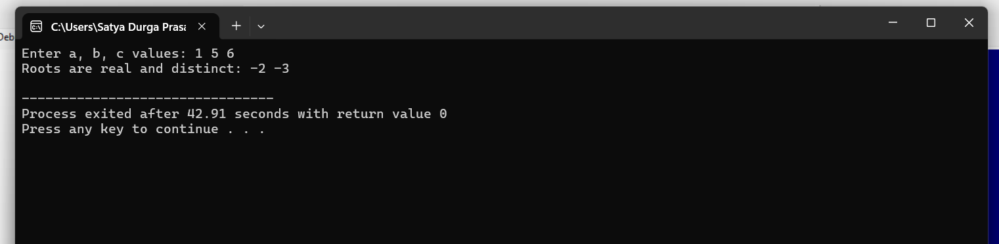 C:\Users\Satya Durga Prasa
Deb
Enter a, b, c values: 1 5 6
Roots are real and distinct: -2 -3
--------------------------------
Process exited after 42.91 seconds with return value 0
Press any key to continue . . .